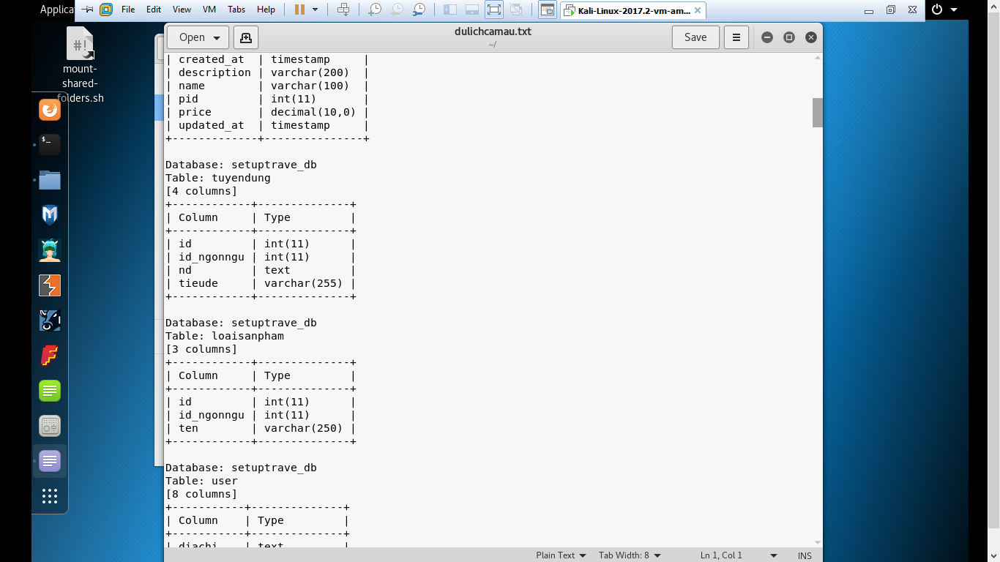 Applica
File Edit View VM Tabs Help
Kali-Linux-2017.2-vm-am...
mount-
shared-
folders.sh
Open
dulichcamau.txt
~/
Save
| created_at | timestamp |
| description | varchar(200) |
| name | varchar(100) |
| pid | int(11) |
| price | decimal(10,0) |
| updated_at | timestamp |
+-------------+---------------+
Database: setuptrave_db
Table: tuyendung
[4 columns]
+------------+--------------+
| Column | Type |
+------------+--------------+
| id | int(11) |
| id_ngonngu | int(11) |
| nd | text |
| tieude | varchar(255) |
+------------+--------------+
Database: setuptrave_db
Table: loaisanpham
[3 columns]
+------------+--------------+
| Column | Type |
+------------+--------------+
| id | int(11) |
| id_ngonngu | int(11) |
| ten | varchar(250) |
+------------+--------------+
Database: setuptrave_db
Table: user
[8 columns]
+-----------+--------------+
| Column | Type |
+-----------+--------------+
| diachi | text |
Plain Text Tab Width: 8 Ln 1, Col 1 INS